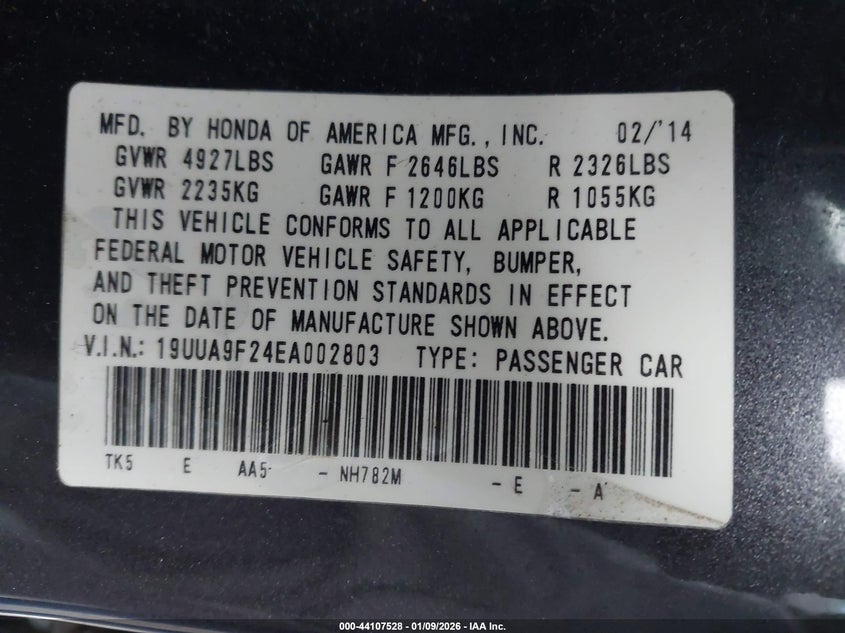 MFD. BY HONDA OF AMERICA MFG., INC. 02/'14
GVWR 4927LBS GAWR F 2646LBS R 2326LBS
GVWR 2235KG GAWR F 1200KG R 1055KG
THIS VEHICLE CONFORMS TO ALL APPLICABLE
FEDERAL MOTOR VEHICLE SAFETY, BUMPER,
AND THEFT PREVENTION STANDARDS IN EFFECT
ON THE DATE OF MANUFACTURE SHOWN ABOVE.
V.I.N.: 19UUA9F24EA002803 TYPE: PASSENGER CAR
TK5 E AA5 - NH782M - E - A
000-44107528 - 01/09/2026 - IAA Inc.